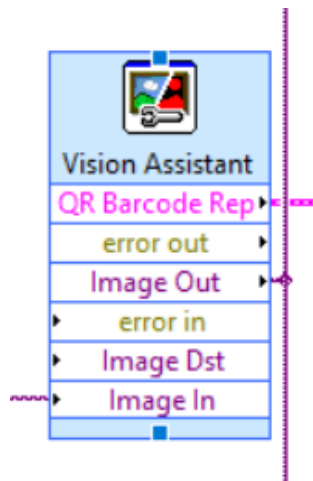 Vision Assistant
QR Barcode Rep
error out
Image Out
error in
Image Dst
Image In